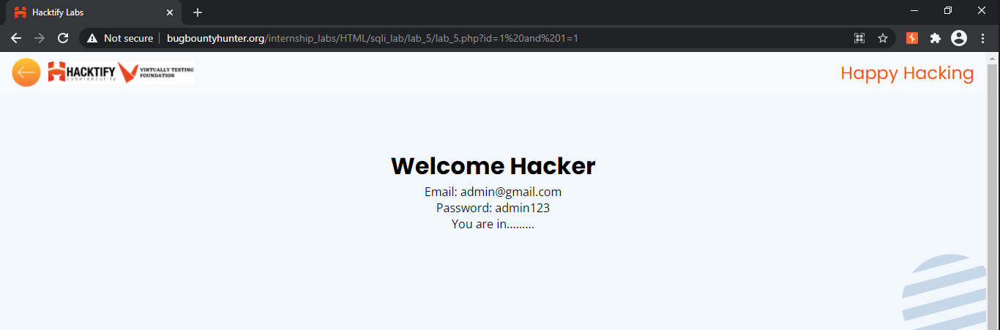 Hacktify Labs
Not secure | bugbountyhunter.org/internship_labs/HTML/sqli_lab/lab_5/lab_5.php?id=1%20and%201=1
HACKTIFY
cybersecurity
VIRTUALLY TESTING
FOUNDATION
Happy Hacking
Welcome Hacker
Email: admin@gmail.com
Password: admin123
You are in.........